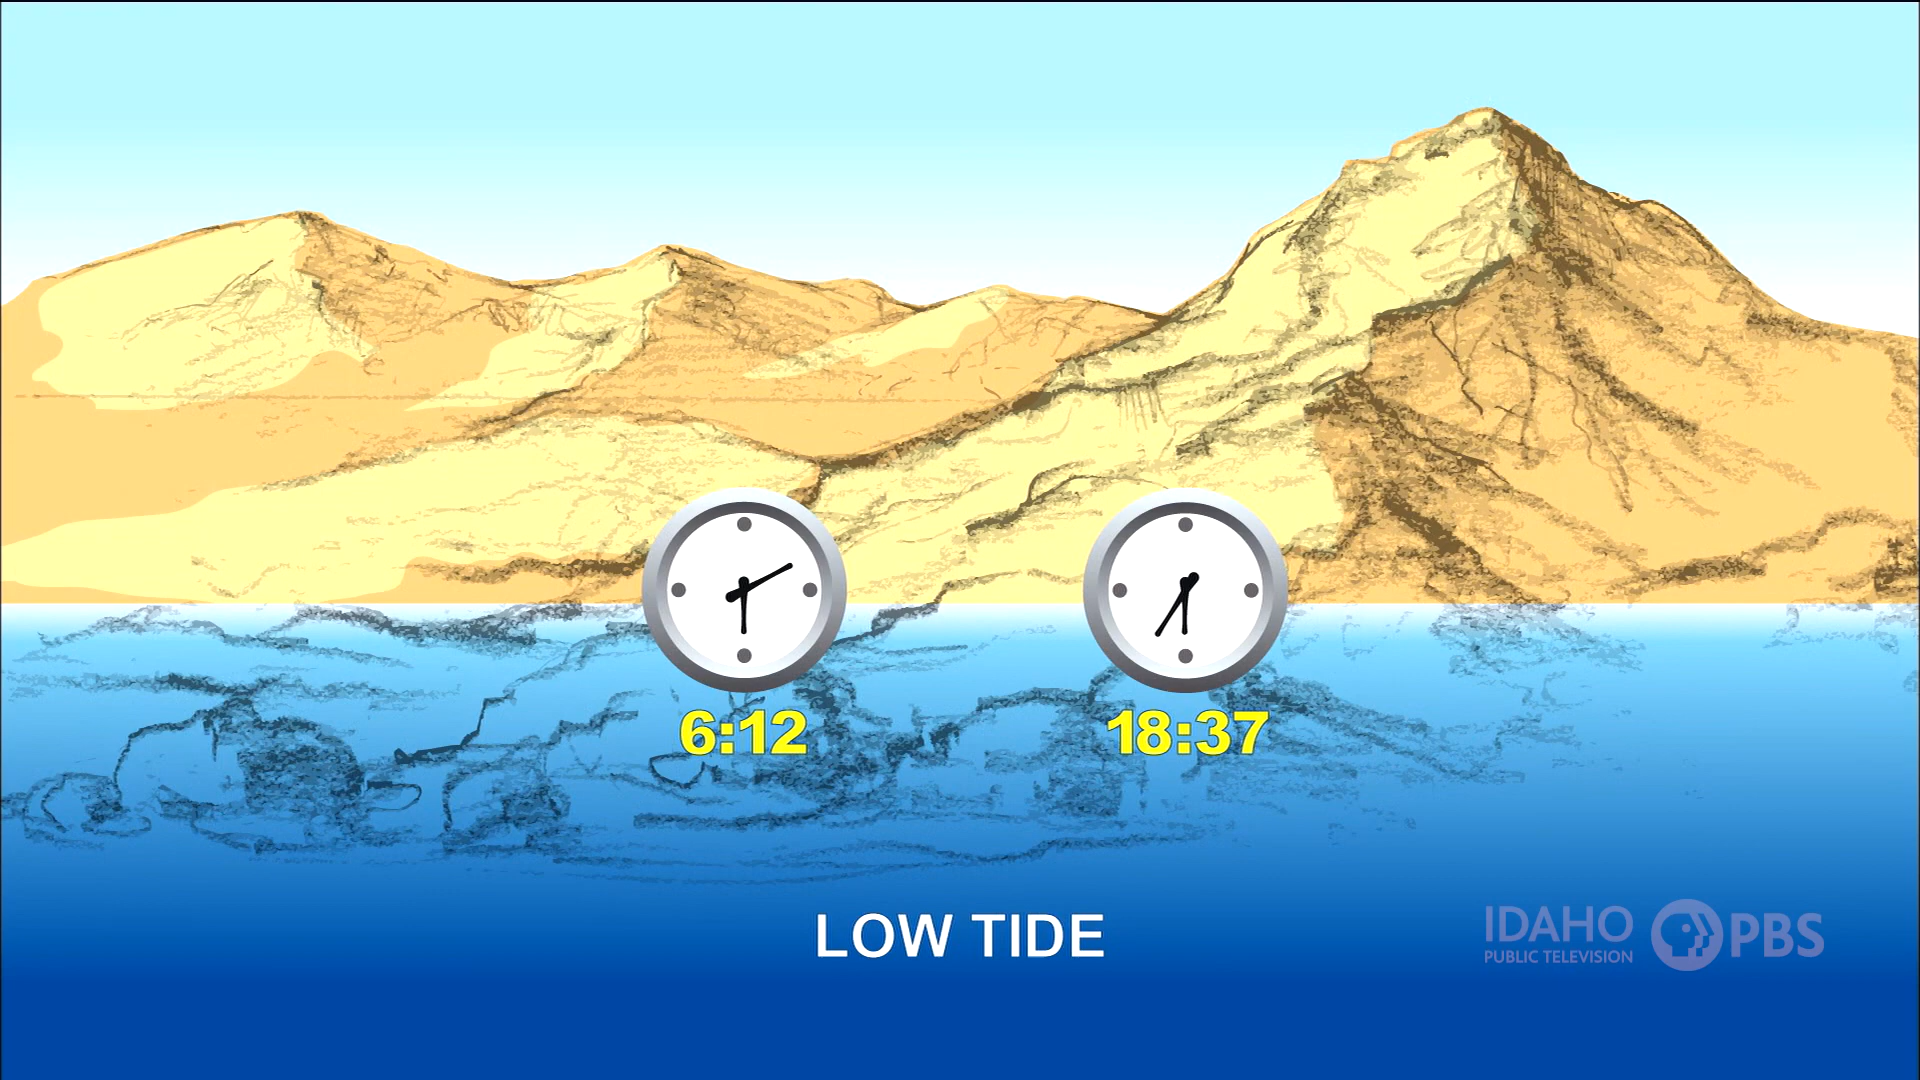 6:12
18:37
LOW TIDE
IDAHO
PUBLIC TELEVISION
PBS